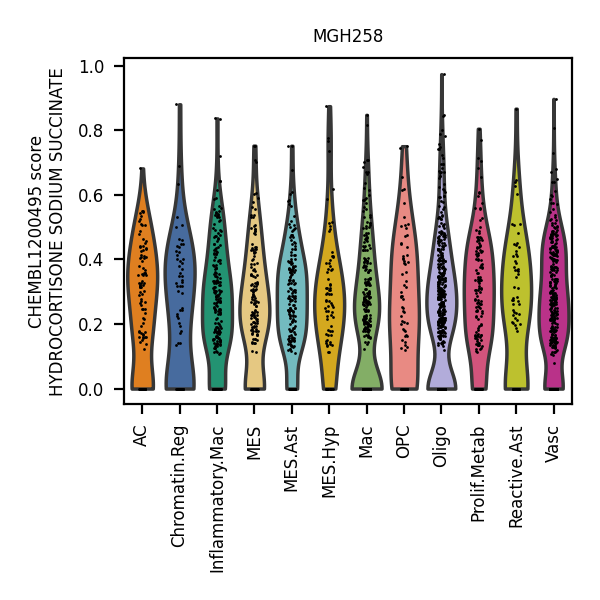 MGH258
CHEMBL1200495 score
HYDROCORTISONE SODIUM SUCCINATE
1.0
0.8
0.6
0.4
0.2
0.0
AC
Chromatin.Reg
Inflammatory.Mac
MES
MES.Ast
MES.Hyp
Mac
OPC
Oligo
Prolif.Metab
Reactive.Ast
Vasc